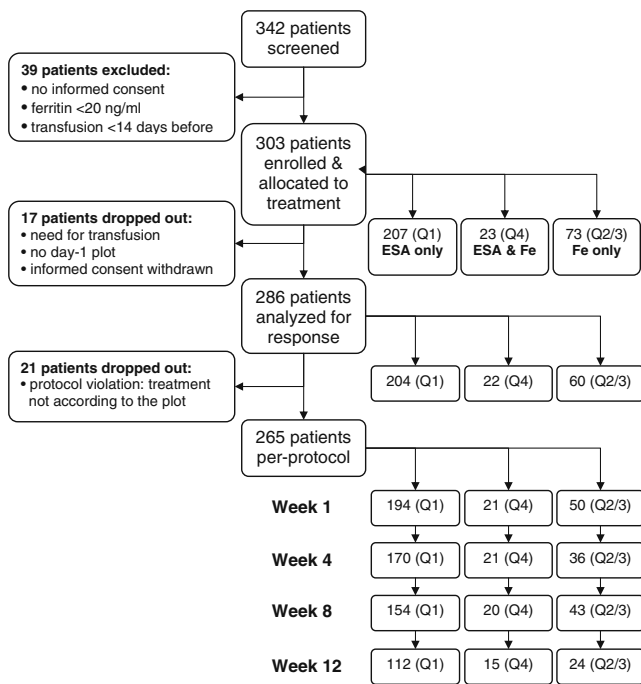 342 patients
screened
39 patients excluded:
• no informed consent
• ferritin <20 ng/ml
• transfusion <14 days before
303 patients
enrolled &
allocated to
treatment
207 (Q1)
ESA only
23 (Q4)
ESA & Fe
73 (Q2/3)
Fe only
17 patients dropped out:
• need for transfusion
• no day-1 plot
• informed consent withdrawn
286 patients
analyzed for
response
204 (Q1)
22 (Q4)
60 (Q2/3)
21 patients dropped out:
• protocol violation: treatment
not according to the plot
265 patients
per-protocol
Week 1
194 (Q1)
21 (Q4)
50 (Q2/3)
Week 4
170 (Q1)
21 (Q4)
36 (Q2/3)
Week 8
154 (Q1)
20 (Q4)
43 (Q2/3)
Week 12
112 (Q1)
15 (Q4)
24 (Q2/3)